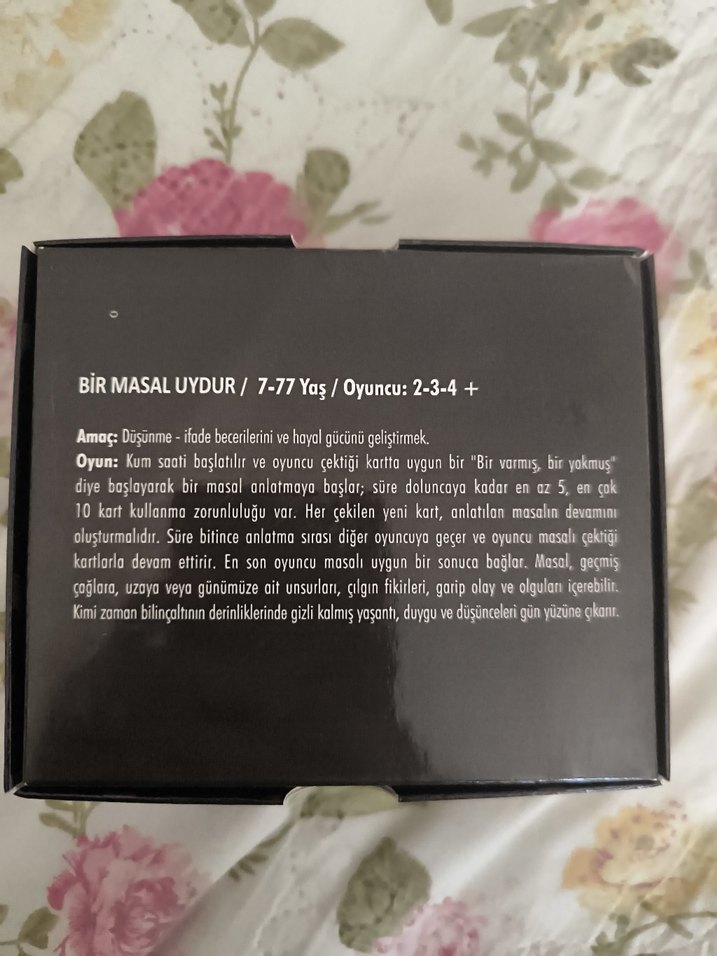 BİR MASAL UYDUR / 7-77 Yaş / Oyuncu: 2-3-4 +
Amaç: Düşünme - ifade becerilerini ve hayal gücünü geliştirmek.
Oyun: Kum saati başlatılır ve oyuncu çektiği kartta uygun bir "Bir varmış, bir yokmuş"
diye başlayarak bir masal anlatmaya başlar; süre doluncaya kadar en az 5, en çok
10 kart kullanma zorunluluğu var. Her çekilen yeni kart, anlatılan masalın devamını
oluşturmalıdır. Süre bitince anlatma sırası diğer oyuncuya geçer ve oyuncu masalı çektiği
kartlarla devam ettirir. En son oyuncu masalı uygun bir sonuca bağlar. Masal, geçmiş
çağlara, uzaya veya günümüze ait unsurları, çılgın fikirleri, garip olay ve olguları içerebilir.
Kimi zaman bilinçaltının derinliklerinde gizli kalmış yaşantı, duygu ve düşünceleri gün yüzüne çıkarır.